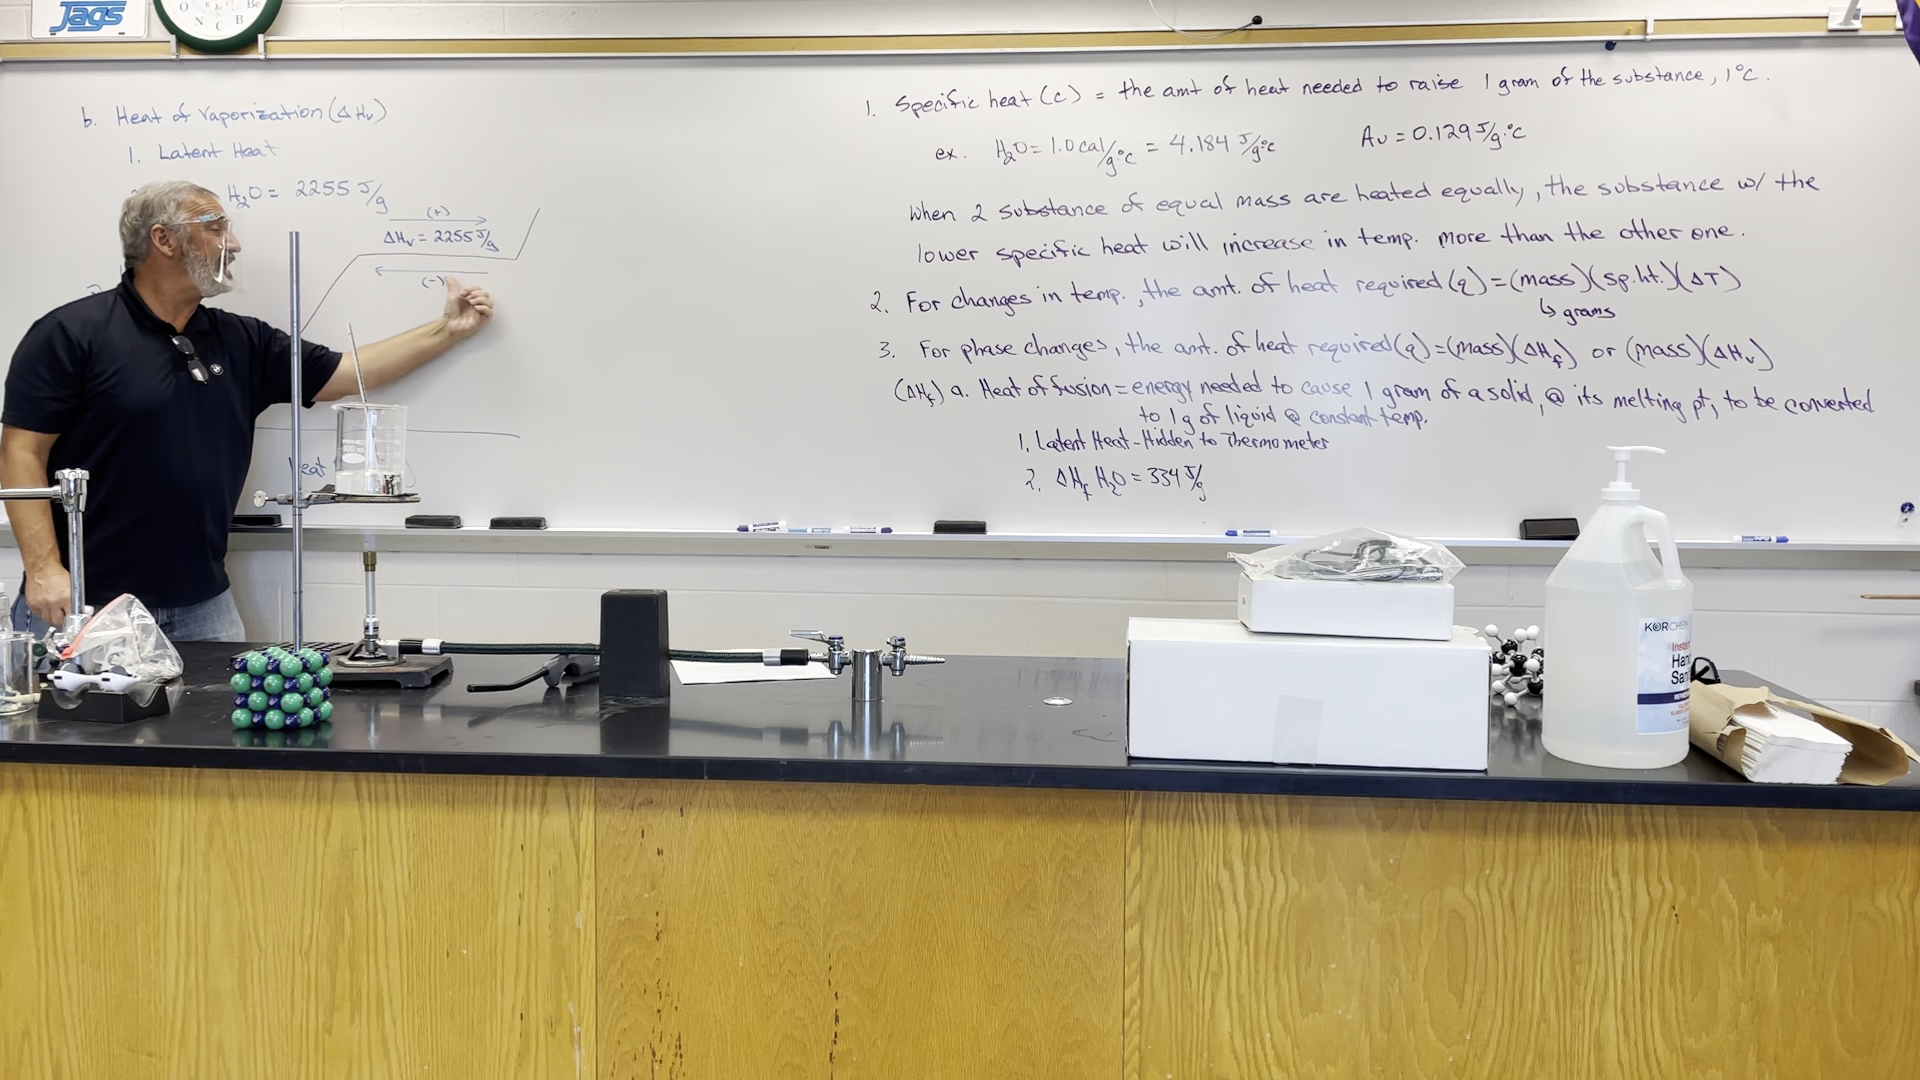 Jags
O
N
C
B
Be
b. Heat of Vaporization (ΔHv)
1. Latent Heat
H₂O = 2255 J/g
(+)
ΔHv = 2255 J/g
(-)
Heat
1. Specific heat (c) = the amt of heat needed to raise 1 gram of the substance, 1°C.
ex. H₂O = 1.0 cal/g·°C = 4.184 J/g°C Au = 0.129 J/g·°C
When 2 substance of equal mass are heated equally, the substance w/ the
lower specific heat will increase in temp. more than the other one.
2. For changes in temp., the amt. of heat required (q) = (mass)(sp.ht.)(ΔT)
↳ grams
3. For phase changes, the amt. of heat required (q) = (mass)(ΔHf) or (mass)(ΔHv)
(ΔHf) a. Heat of fusion = energy needed to cause 1 gram of a solid, @ its melting pt, to be converted
to 1g of liquid @ constant temp.
1. Latent Heat - Hidden to Thermometer
2. ΔHf H₂O = 334 J/g
KORCHEM
Instant
Hand
Sani